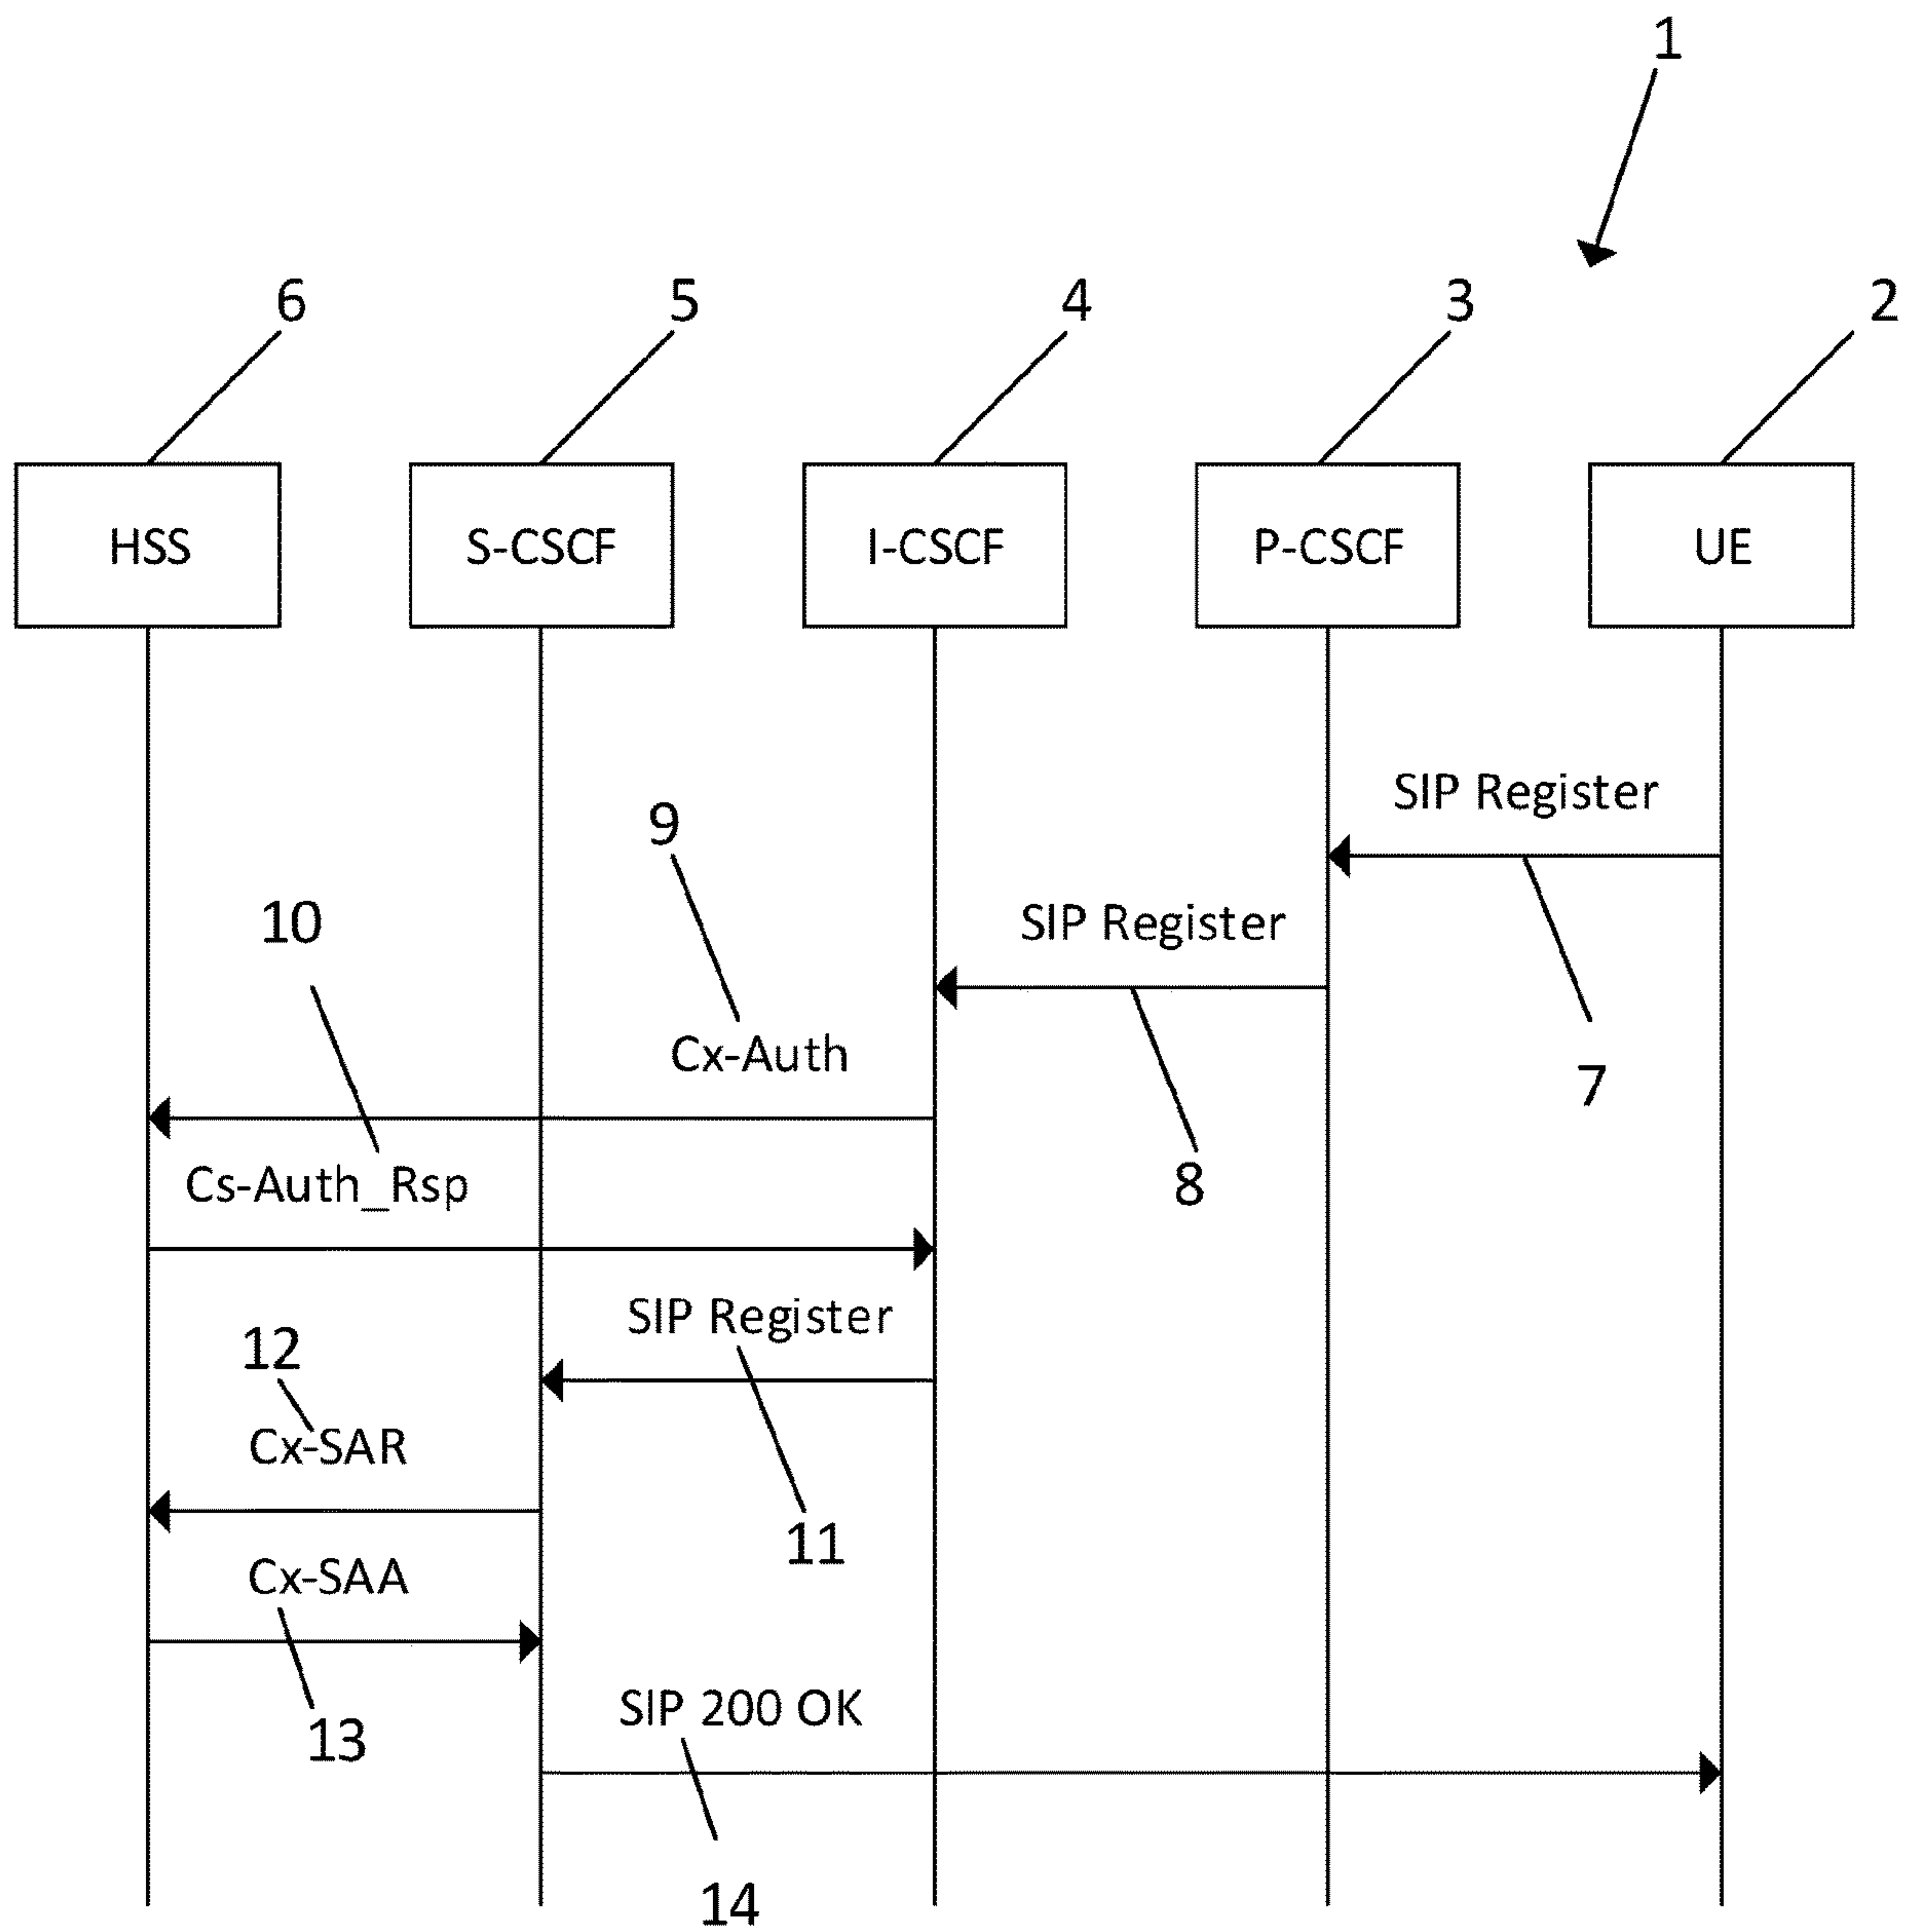 1
6
5
4
3
2
HSS
S-CSCF
I-CSCF
P-CSCF
UE
SIP Register
9
10
SIP Register
Cx-Auth
7
8
Cs-Auth_Rsp
SIP Register
12
Cx-SAR
11
Cx-SAA
SIP 200 OK
13
14